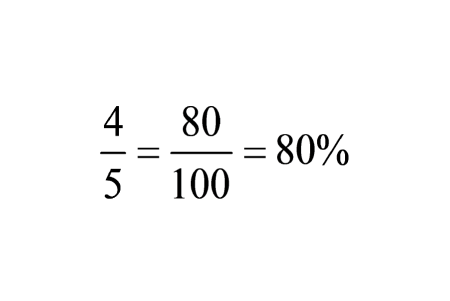 4/5 = 80/100 = 80%